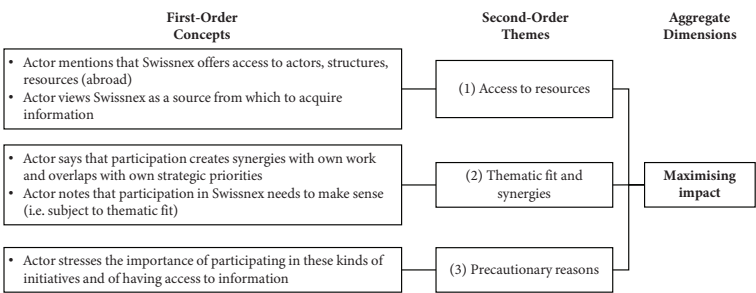 First-Order
Concepts
Second-Order
Themes
Aggregate
Dimensions
• Actor mentions that Swissnex offers access to actors, structures,
resources (abroad)
• Actor views Swissnex as a source from which to acquire
information
(1) Access to resources
• Actor says that participation creates synergies with own work
and overlaps with own strategic priorities
• Actor notes that participation in Swissnex needs to make sense
(i.e. subject to thematic fit)
(2) Thematic fit and
synergies
Maximising
impact
• Actor stresses the importance of participating in these kinds of
initiatives and of having access to information
(3) Precautionary reasons